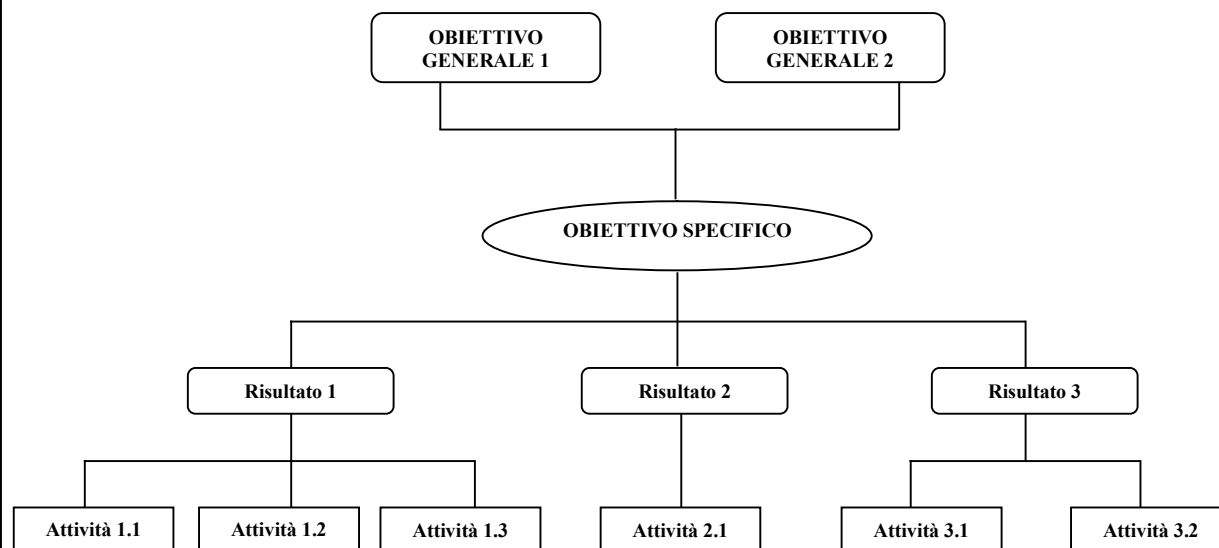 OBIETTIVO
GENERALE 1
OBIETTIVO
GENERALE 2
OBIETTIVO SPECIFICO
Risultato 1
Risultato 2
Risultato 3
Attività 1.1
Attività 1.2
Attività 1.3
Attività 2.1
Attività 3.1
Attività 3.2